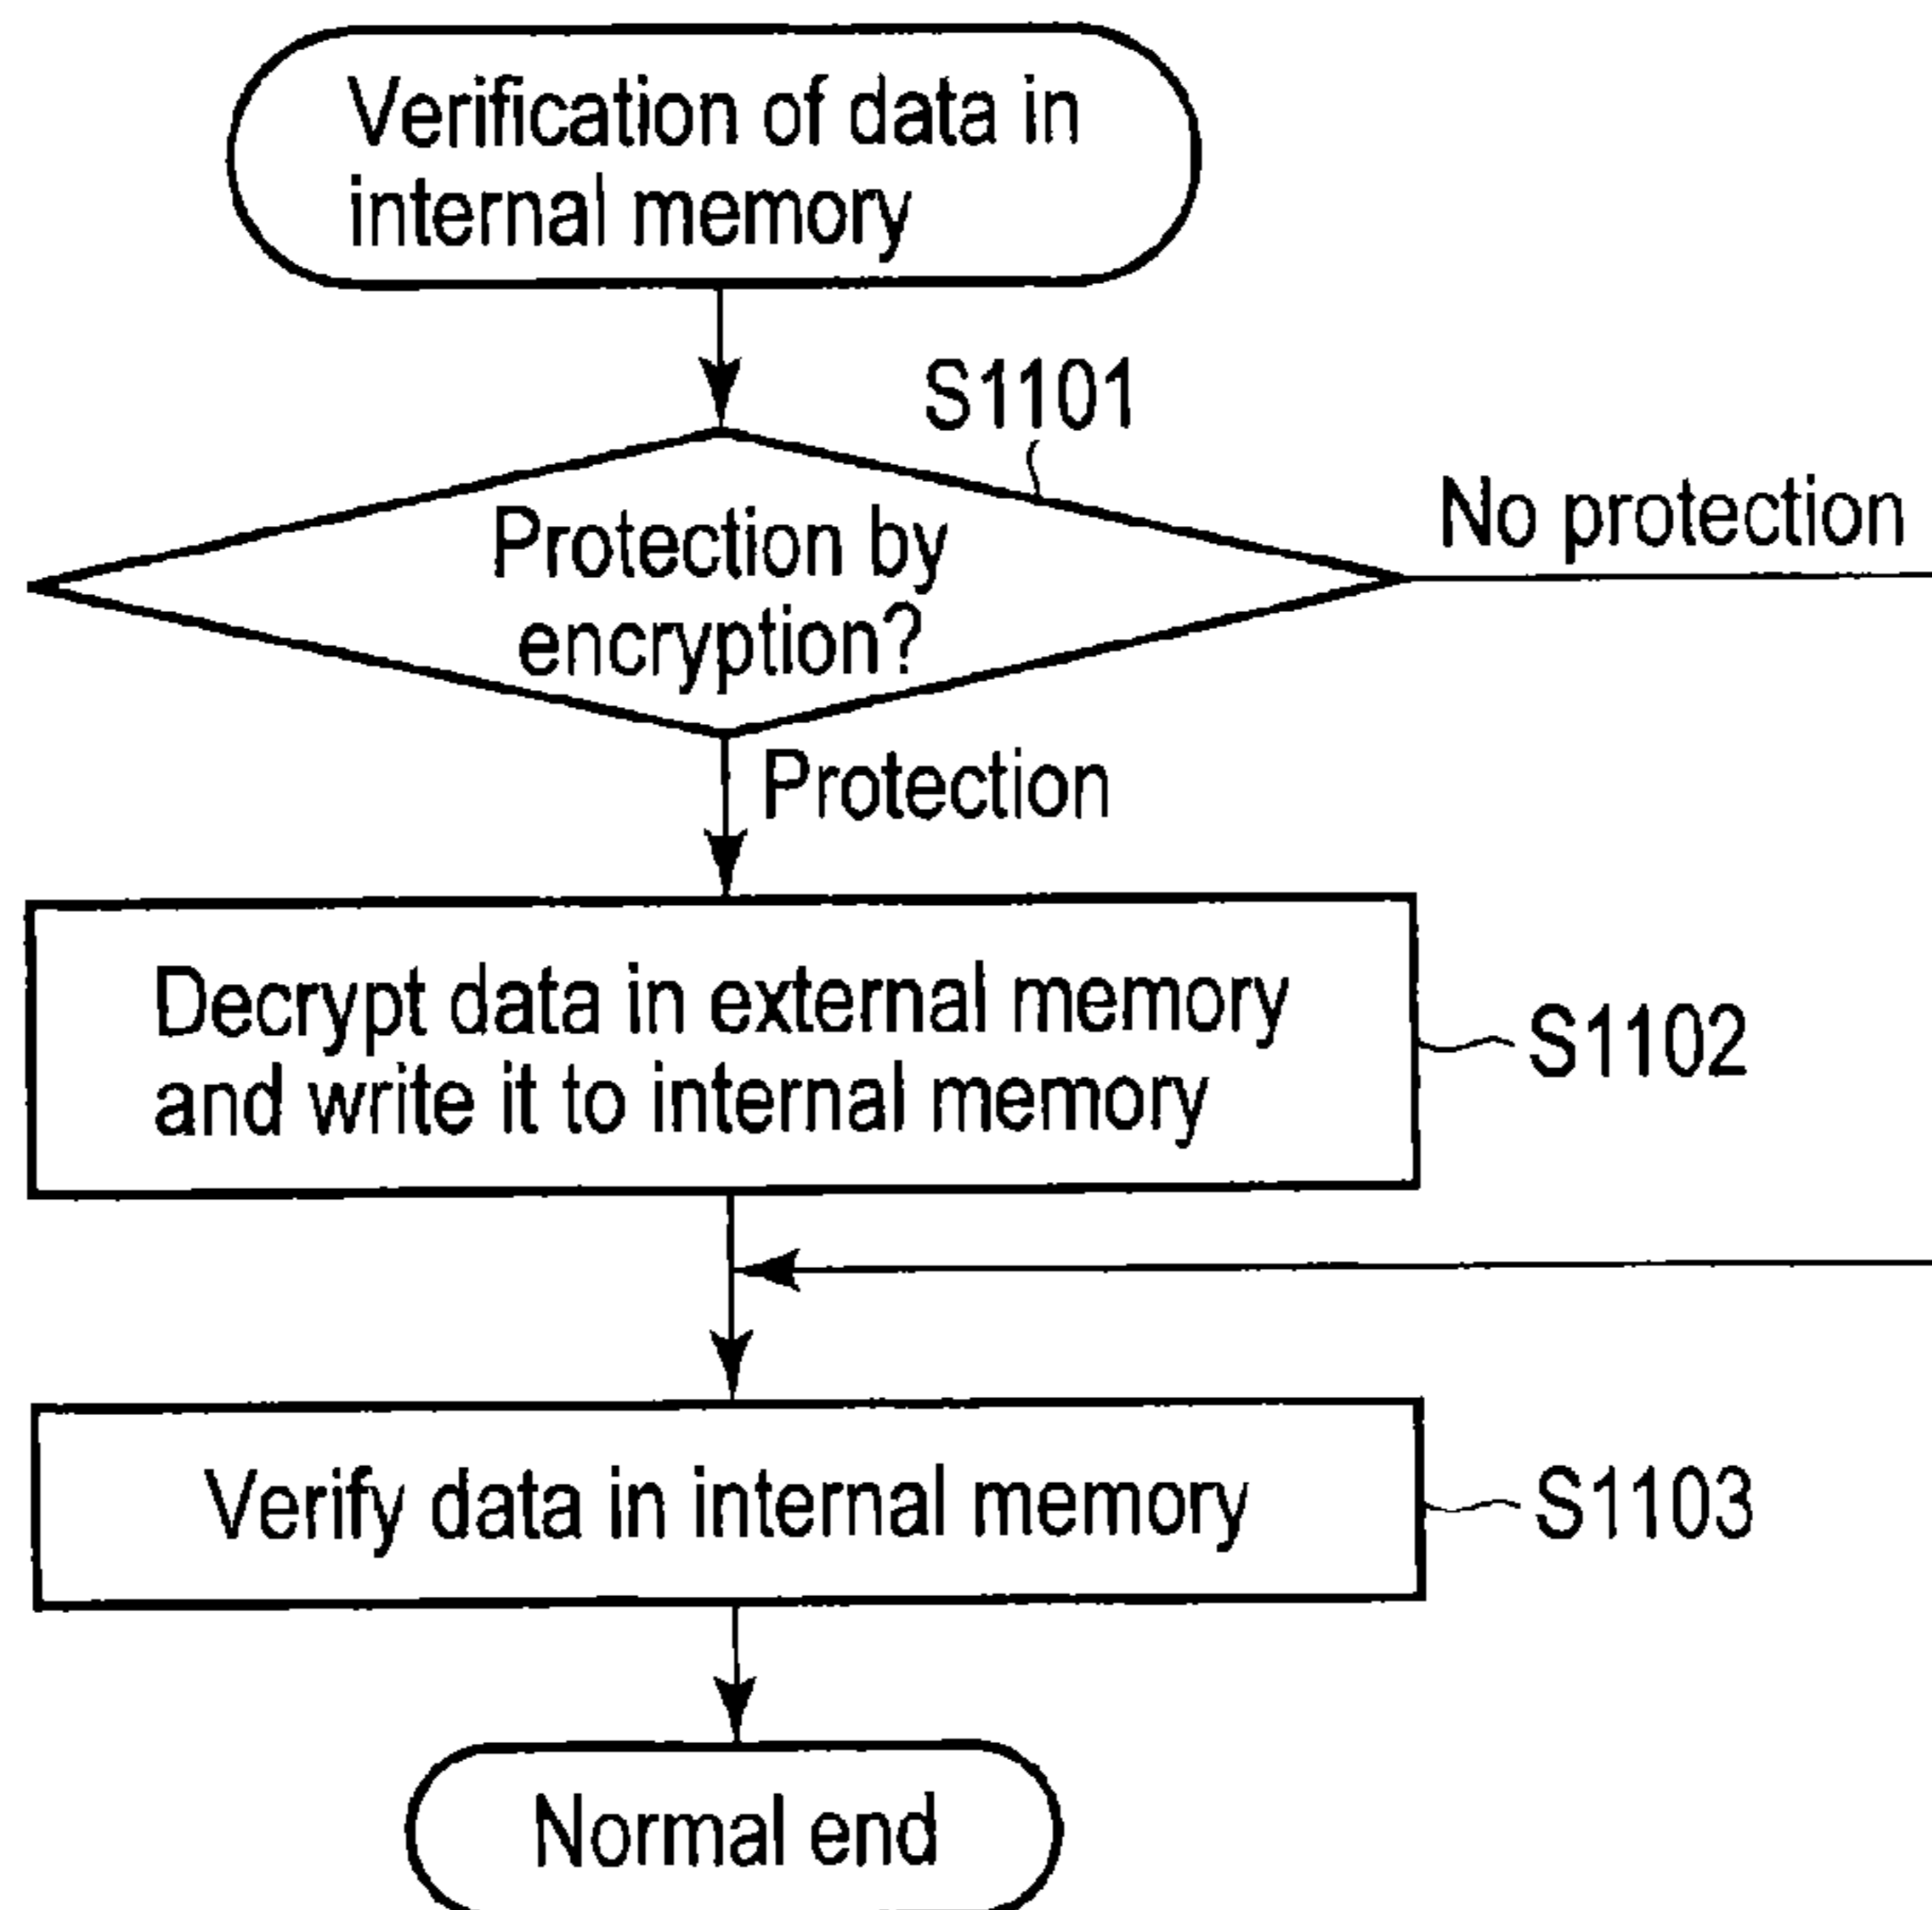 Verification of data in
internal memory
S1101
Protection by
encryption?
No protection
Protection
Decrypt data in external memory
and write it to internal memory
S1102
Verify data in internal memory
S1103
Normal end